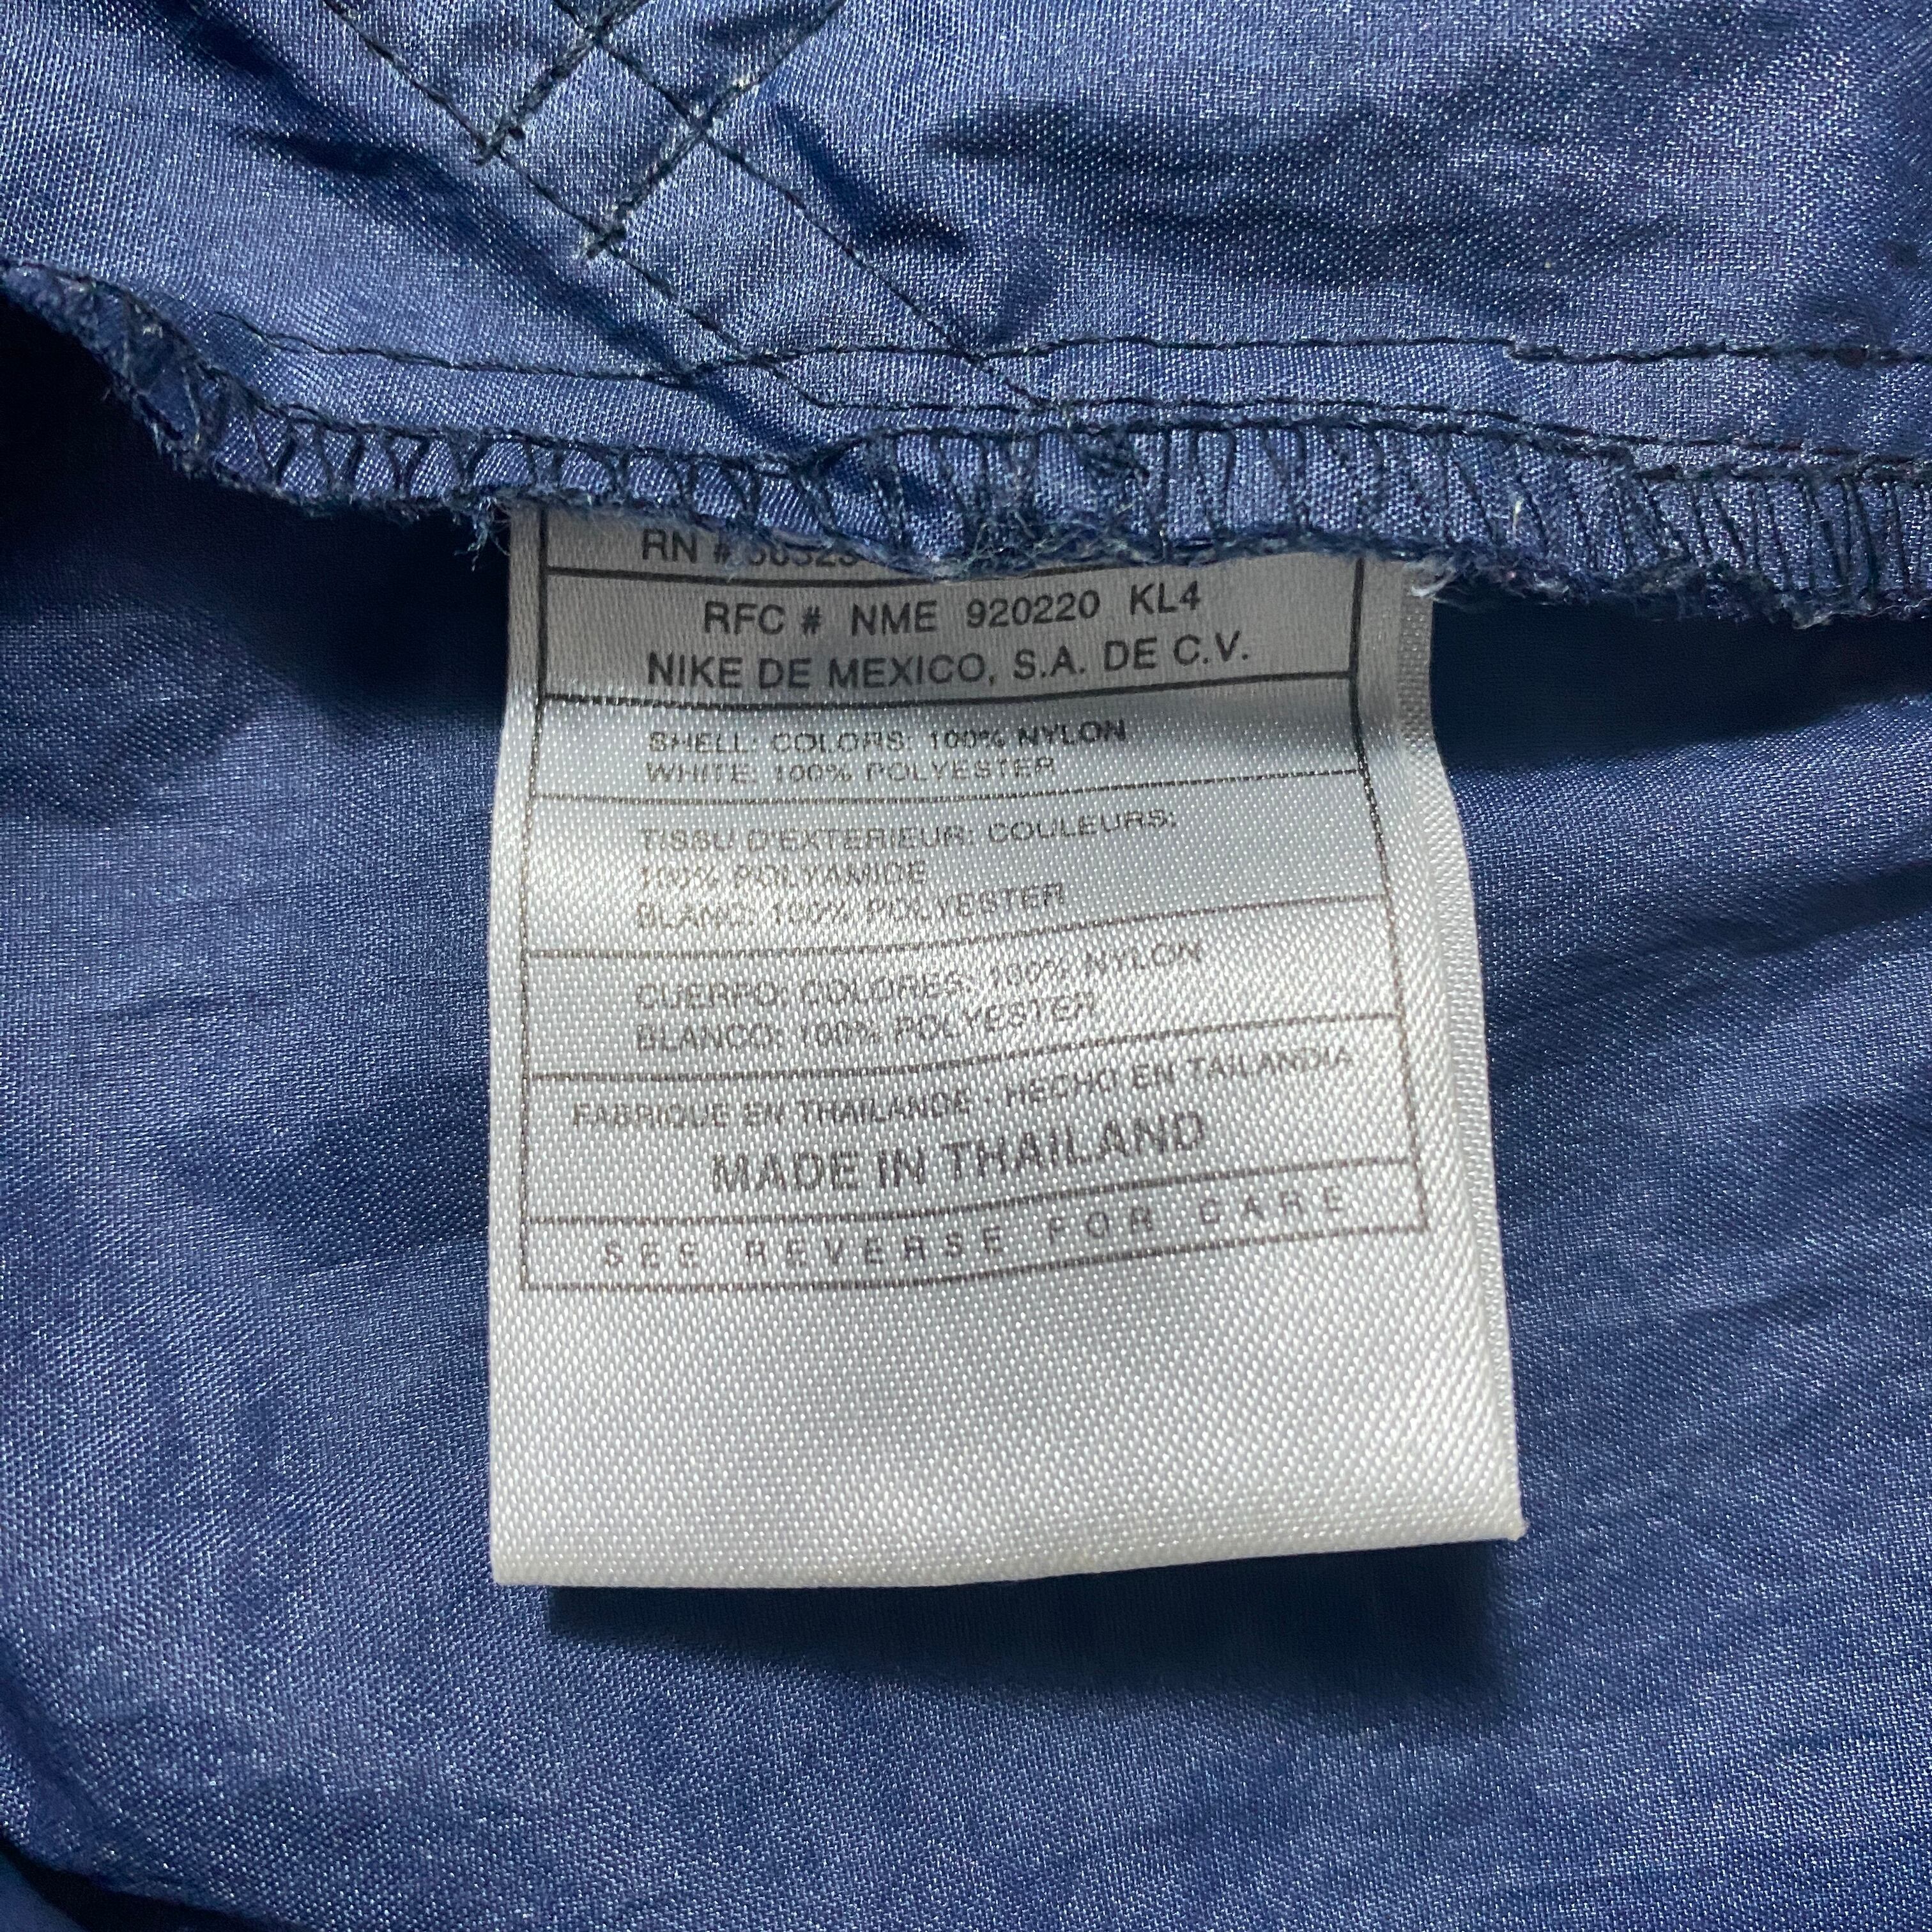 RN #
RFC # NME 920220 KL4
NIKE DE MEXICO, S.A. DE C.V.
SHELL: COLORS: 100% NYLON
WHITE: 100% POLYESTER
TISSU D'EXTERIEUR: COULEURS:
100% POLYAMIDE
BLANC: 100% POLYESTER
CUERPO: COLORES: 100% NYLON
BLANCO: 100% POLYESTER
FABRIQUE EN THAILANDE - HECHO EN TAILANDIA
MADE IN THAILAND
SEE REVERSE FOR CARE